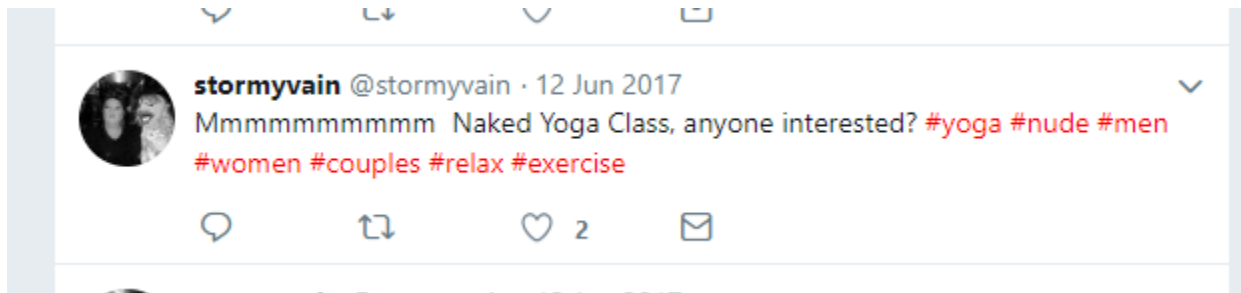 stormyvain @stormyvain · 12 Jun 2017
Mmmmmmmmmm Naked Yoga Class, anyone interested? #yoga #nude #men
#women #couples #relax #exercise
2